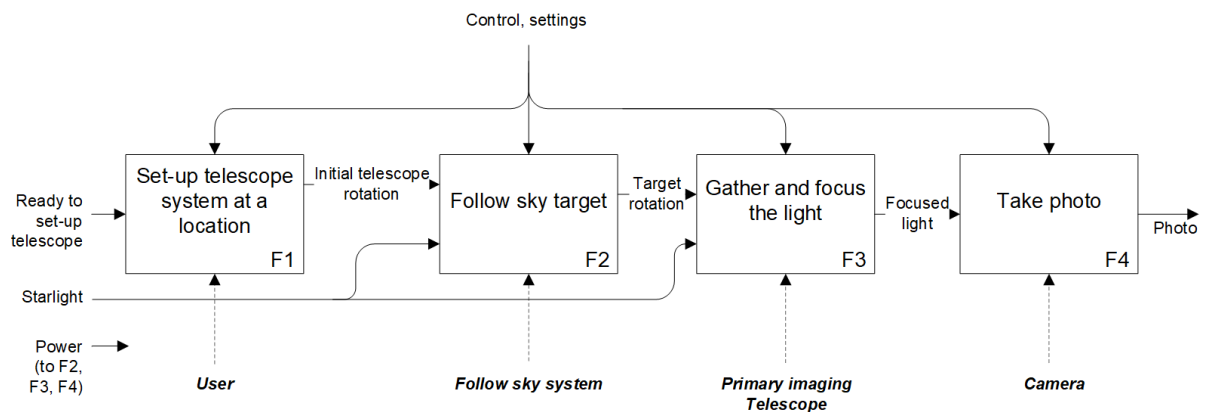 Control, settings
Set-up telescope
system at a
location
F1
Initial telescope
rotation
Follow sky target
F2
Target
rotation
Gather and focus
the light
F3
Focused
light
Take photo
F4
Photo
Ready to
set-up
telescope
Starlight
Power
(to F2,
F3, F4)
User
Follow sky system
Primary imaging
Telescope
Camera